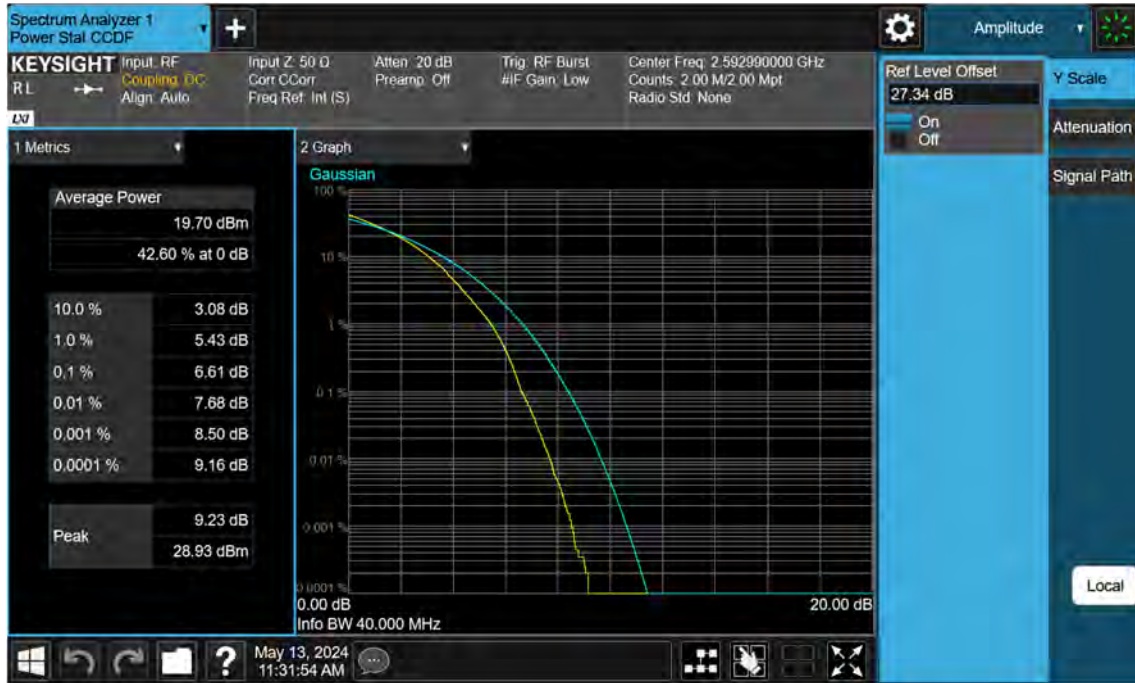 Spectrum Analyzer 1
Power Stat CCDF
+
Amplitude
KEYSIGHT
RL
LXI
Input: RF
Coupling: DC
Align: Auto
Input Z: 50 Ω
Corr CCorr
Freq Ref: Int (S)
Atten: 20 dB
Preamp: Off
Trig: RF Burst
#IF Gain: Low
Center Freq: 2.592990000 GHz
Counts: 2.00 M/2.00 Mpt
Radio Std: None
Ref Level Offset
27.34 dB
On
Off
Y Scale
Attenuation
Signal Path
Local
1 Metrics
Average Power
19.70 dBm
42.60 % at 0 dB
10.0 % 3.08 dB
1.0 % 5.43 dB
0.1 % 6.61 dB
0.01 % 7.68 dB
0.001 % 8.50 dB
0.0001 % 9.16 dB
Peak
9.23 dB
28.93 dBm
2 Graph
Gaussian
100 %
10 %
1 %
0.1 %
0.01 %
0.001 %
0.0001 %
0.00 dB
20.00 dB
Info BW 40.000 MHz
?
May 13, 2024
11:31:54 AM